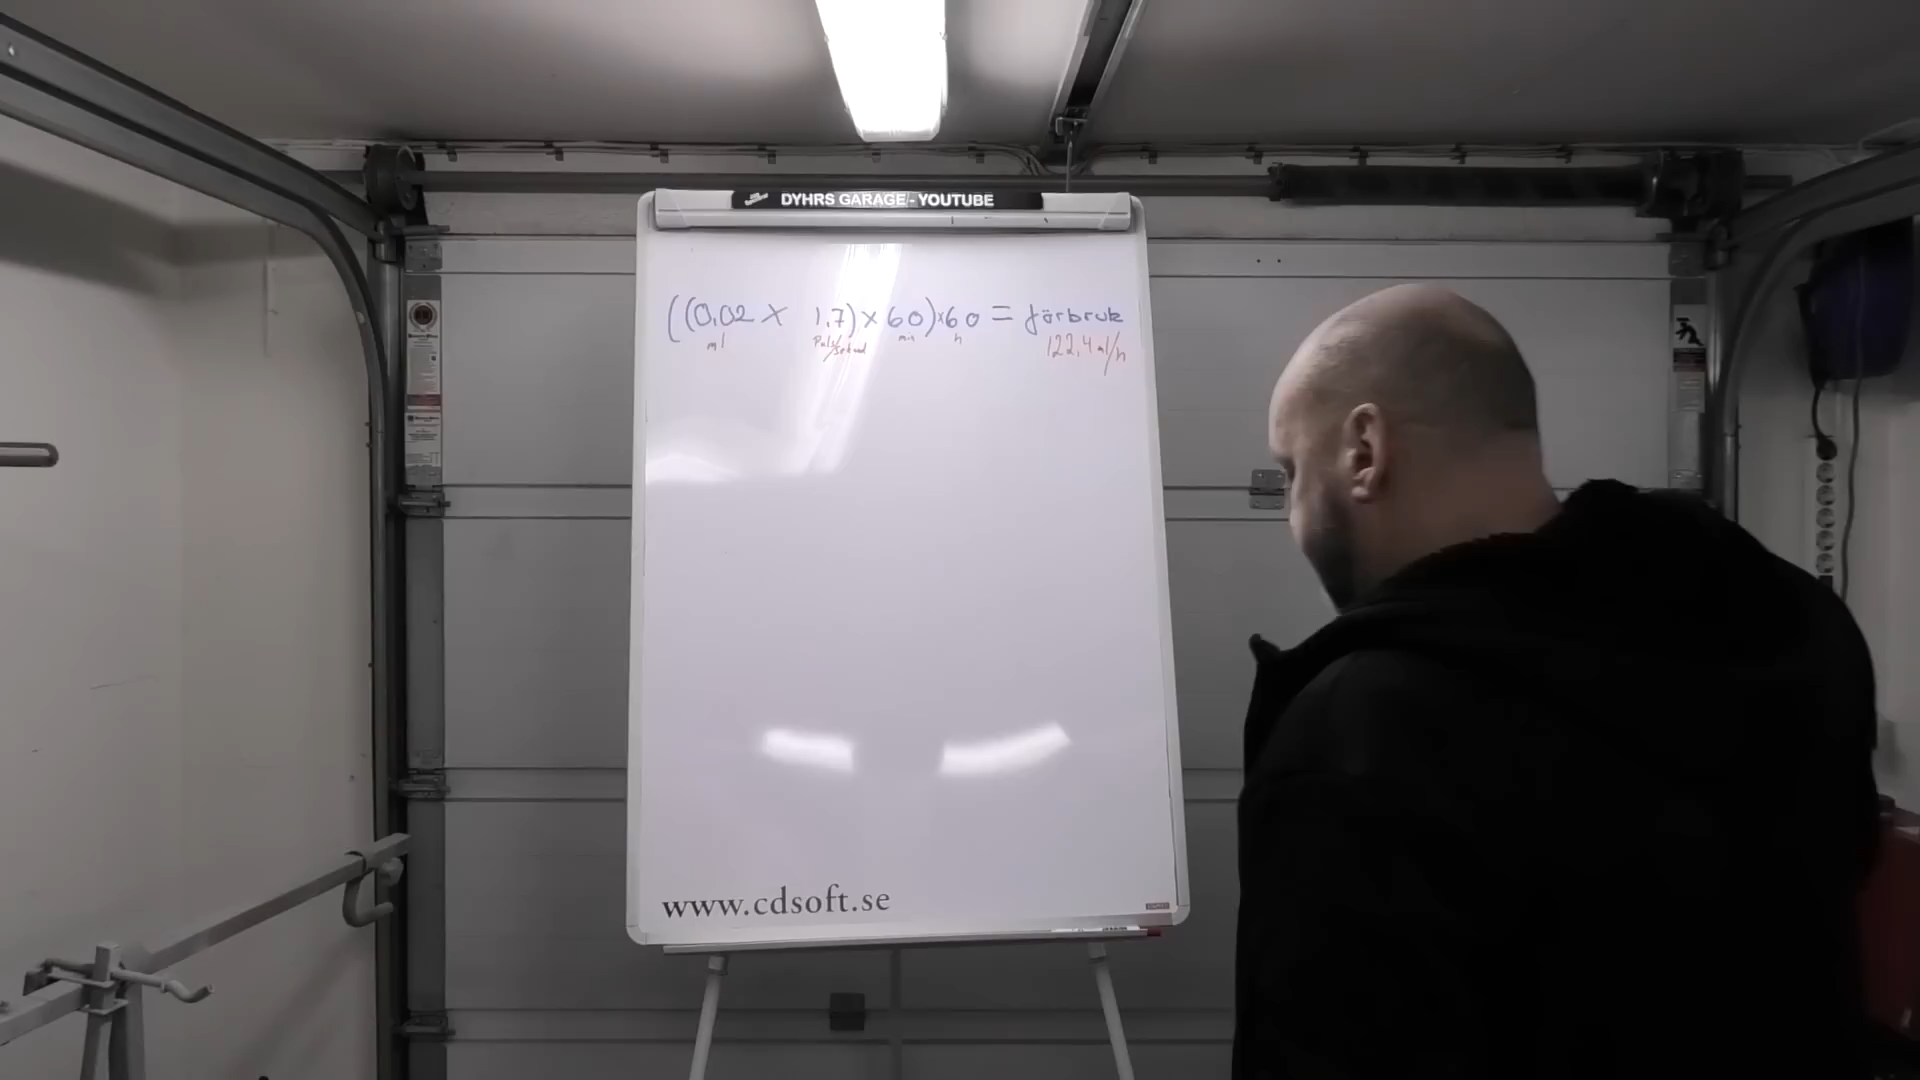 DYHRS GARAGE - YOUTUBE
((0,02 x 1,7) x 60) x 60 = förbruk
ml Puls/sekund min h 122,4 ml/h
www.cdsoft.se